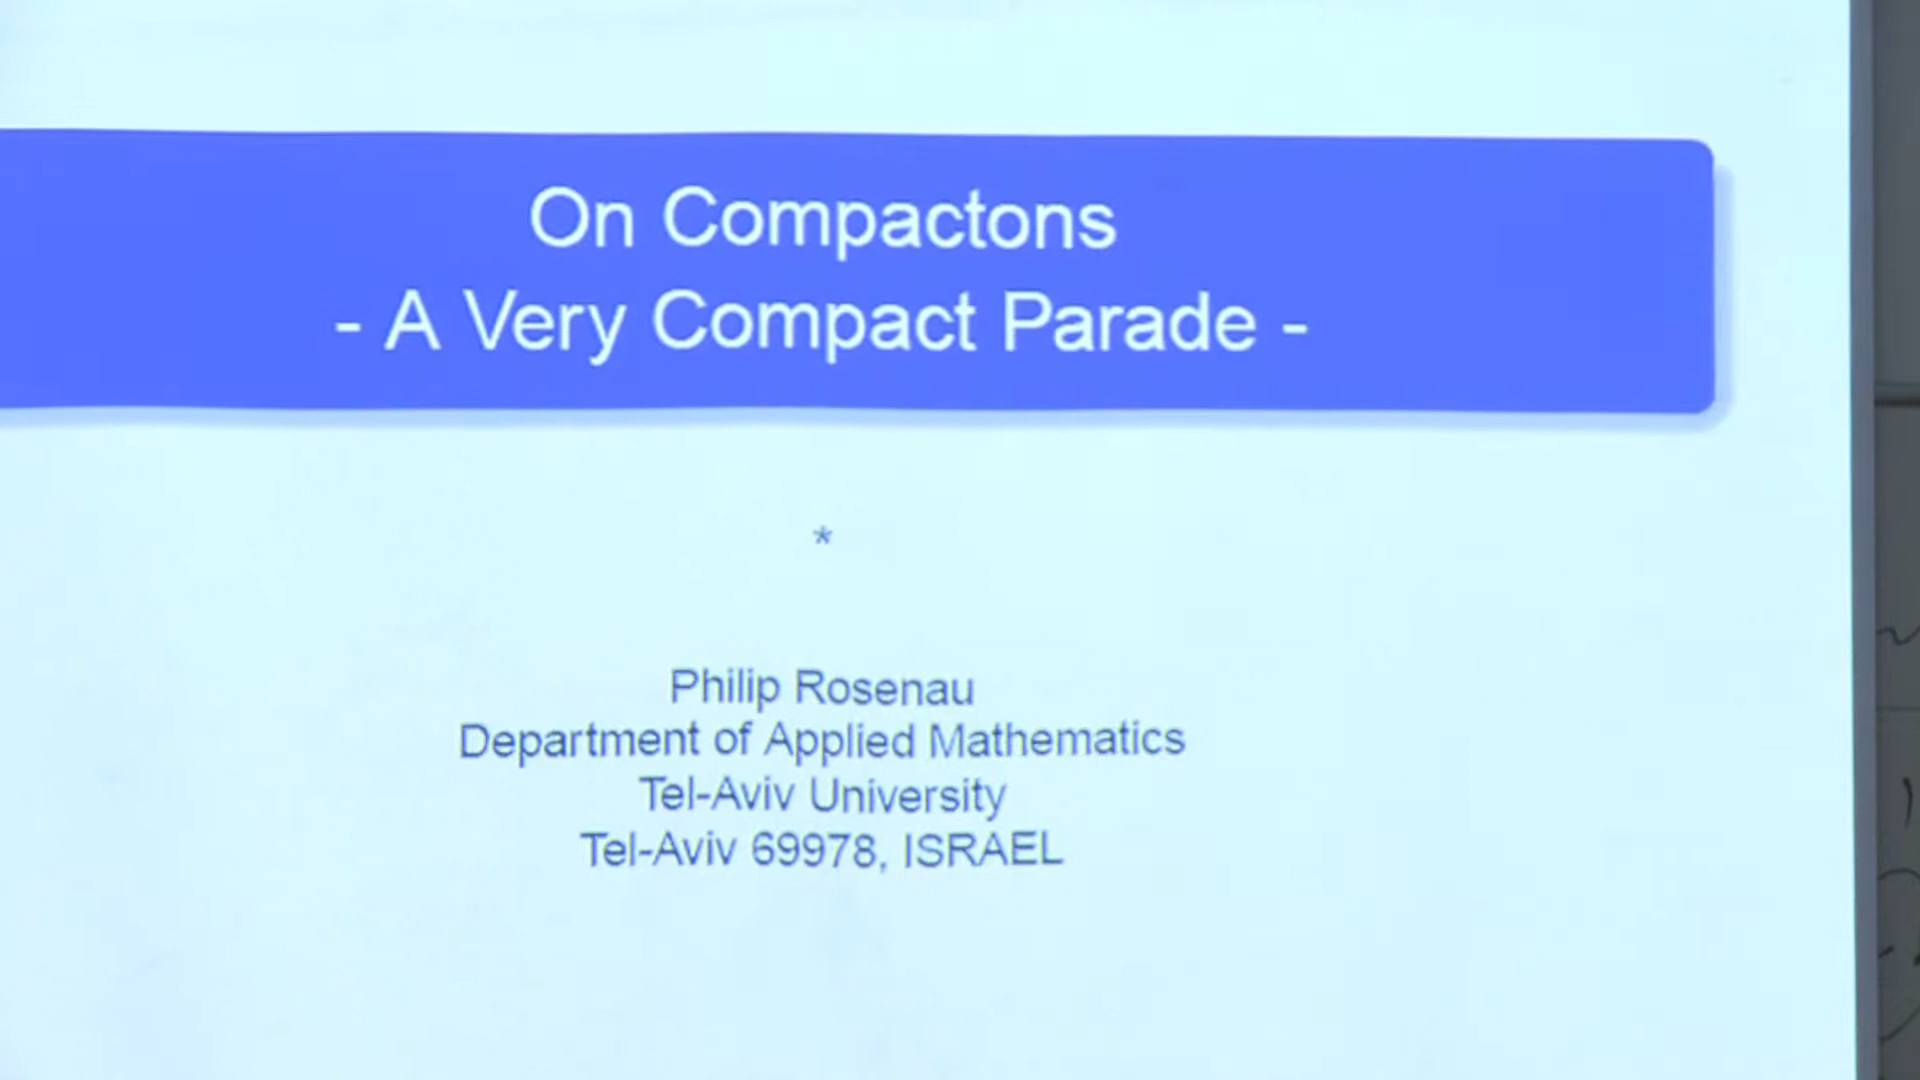 On Compactons
- A Very Compact Parade -
*
Philip Rosenau
Department of Applied Mathematics
Tel-Aviv University
Tel-Aviv 69978, ISRAEL